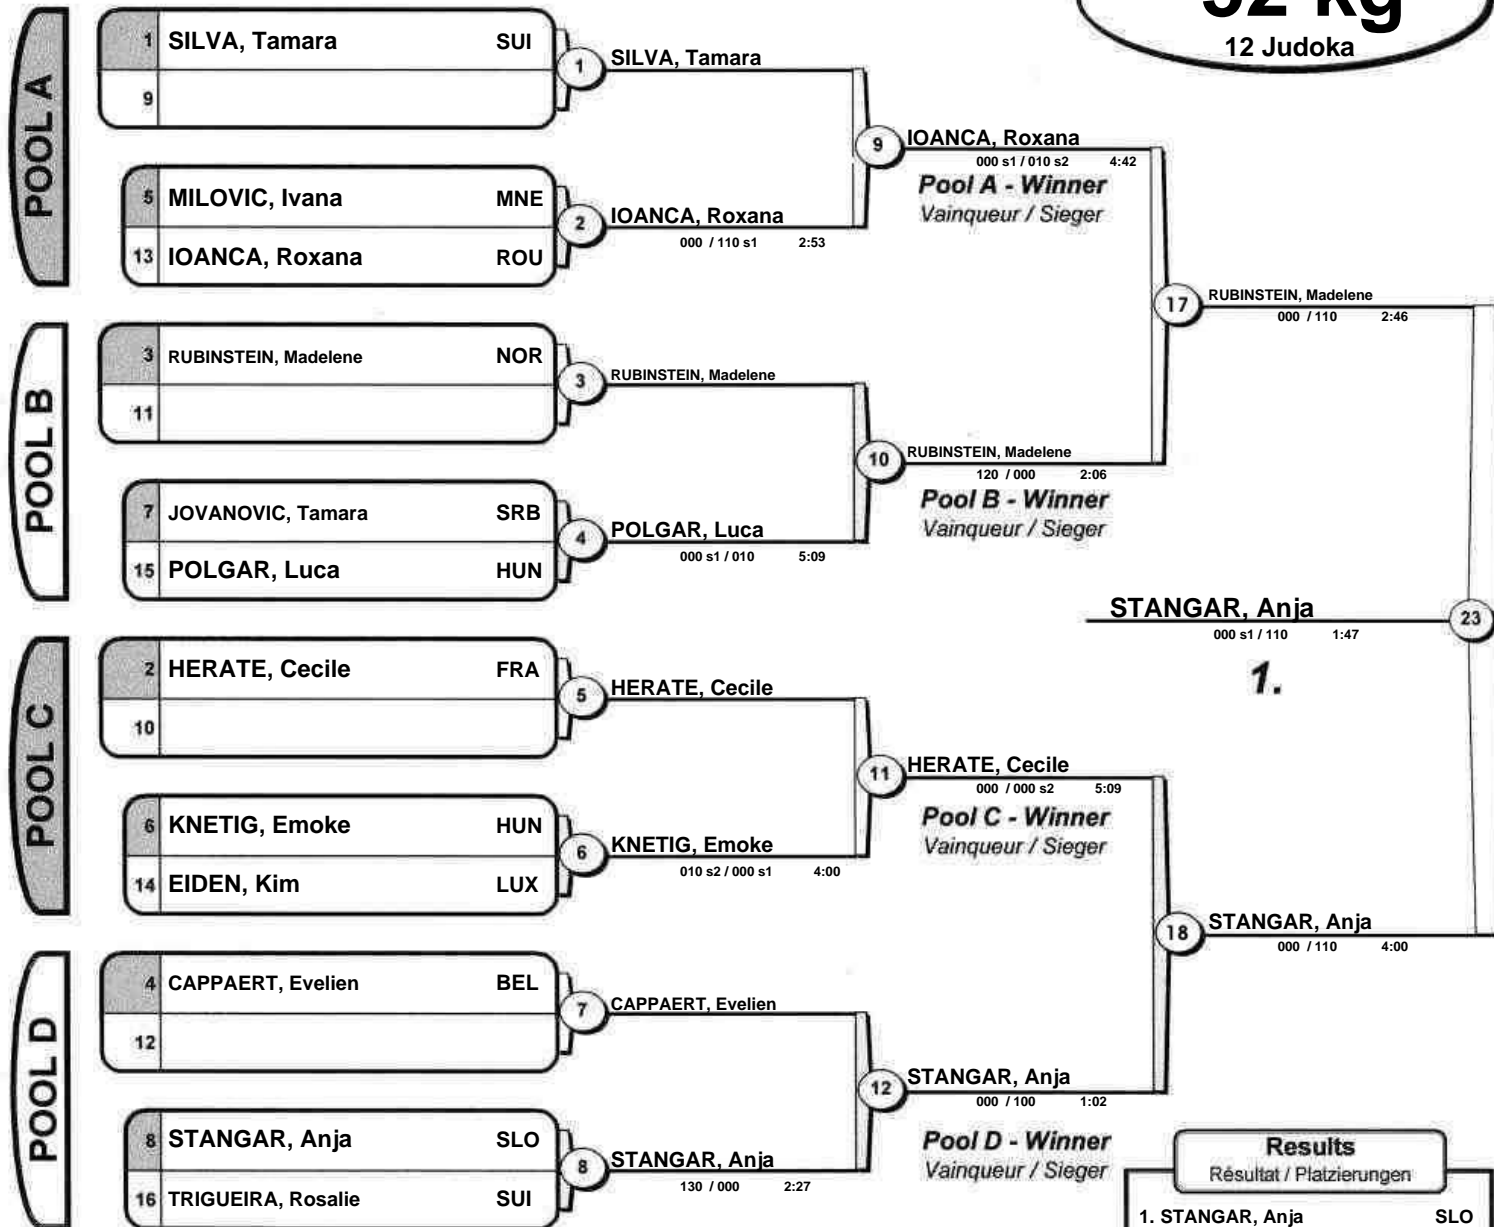 52 kg
12 Judoka
POOL A
1 SILVA, Tamara SUI
9
1 SILVA, Tamara
5 MILOVIC, Ivana MNE
13 IOANCA, Roxana ROU
2 IOANCA, Roxana
000 / 110 s1 2:53
9 IOANCA, Roxana
000 s1 / 010 s2 4:42
Pool A - Winner
Vainqueur / Sieger
POOL B
3 RUBINSTEIN, Madelene NOR
11
3 RUBINSTEIN, Madelene
7 JOVANOVIC, Tamara SRB
15 POLGAR, Luca HUN
4 POLGAR, Luca
000 s1 / 010 5:09
10 RUBINSTEIN, Madelene
120 / 000 2:06
Pool B - Winner
Vainqueur / Sieger
17 RUBINSTEIN, Madelene
000 / 110 2:46
STANGAR, Anja 23
000 s1 / 110 1:47
1.
POOL C
2 HERATE, Cecile FRA
10
5 HERATE, Cecile
6 KNETIG, Emoke HUN
14 EIDEN, Kim LUX
6 KNETIG, Emoke
010 s2 / 000 s1 4:00
11 HERATE, Cecile
000 / 000 s2 5:09
Pool C - Winner
Vainqueur / Sieger
18 STANGAR, Anja
000 / 110 4:00
POOL D
4 CAPPAERT, Evelien BEL
12
7 CAPPAERT, Evelien
8 STANGAR, Anja SLO
16 TRIGUEIRA, Rosalie SUI
8 STANGAR, Anja
130 / 000 2:27
12 STANGAR, Anja
000 / 100 1:02
Pool D - Winner
Vainqueur / Sieger
Results
Résultat / Platzierungen
1. STANGAR, Anja SLO